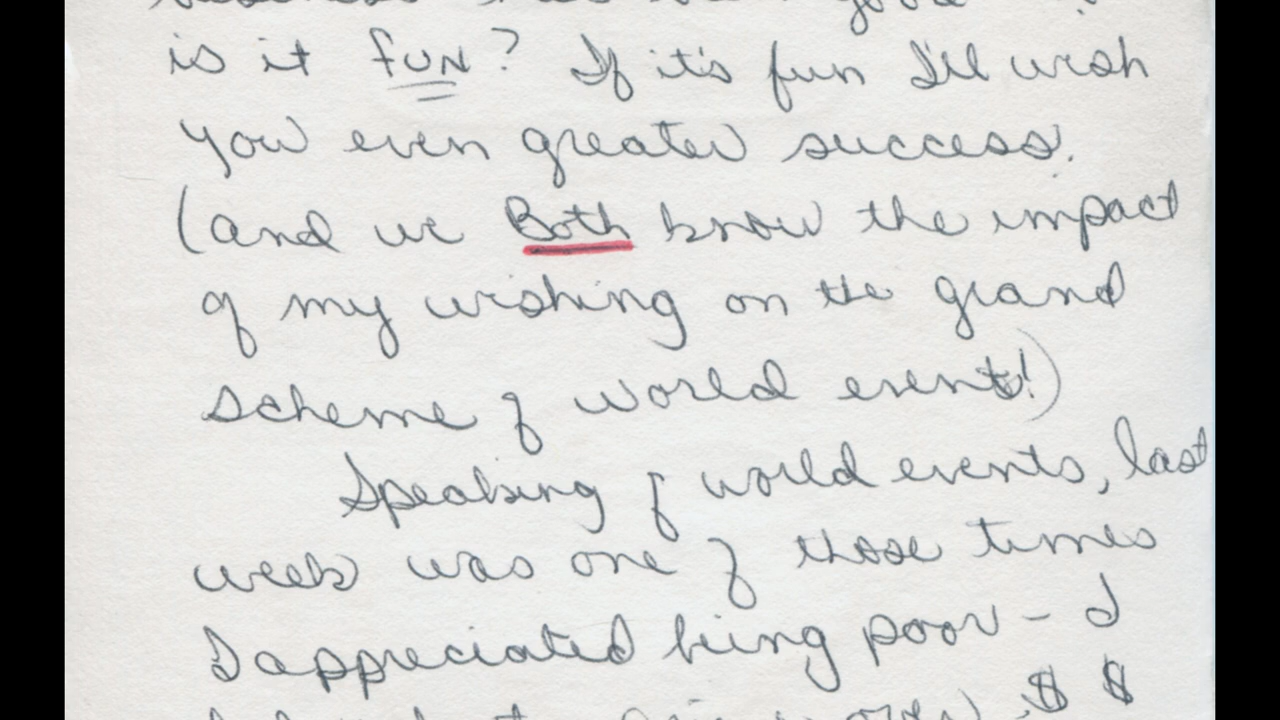 is it fun? If it's fun I'll wish
you even greater success.
(and we Both know the impact
of my wishing on the grand
scheme of world events!)
Speaking of world events, last
week was one of those times
I appreciated being poor – I
over $ $